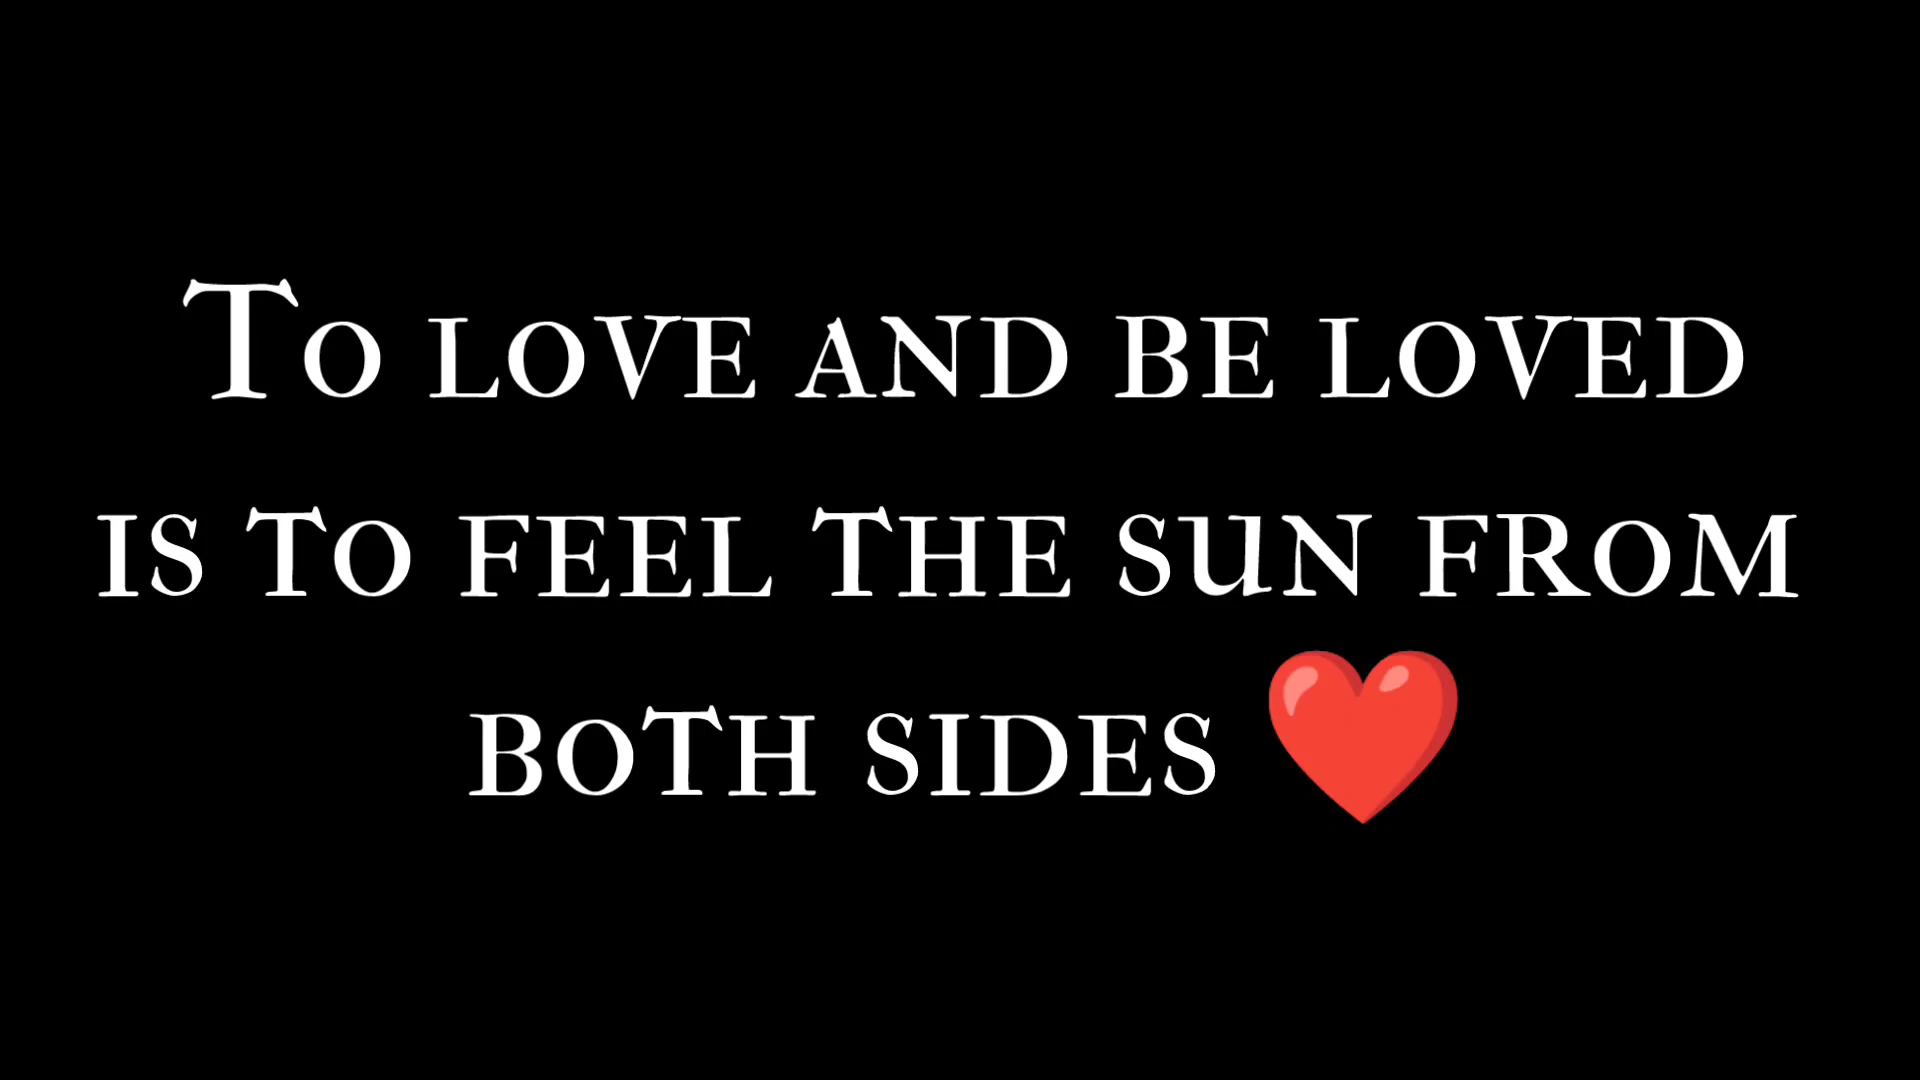 To love and be loved
is to feel the sun from
both sides ❤️